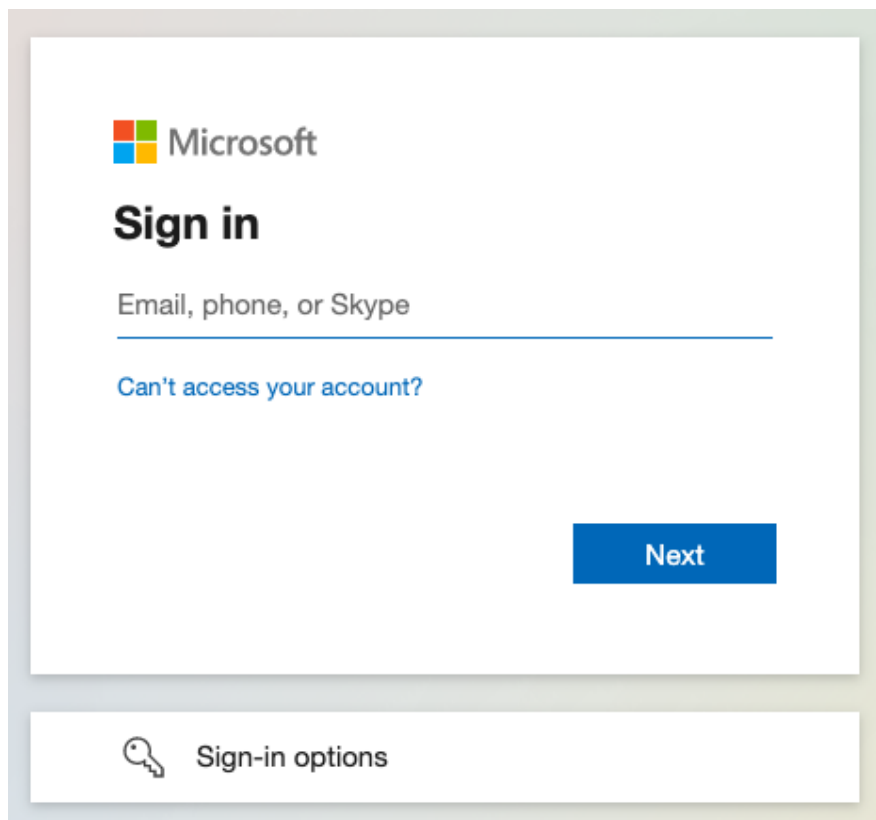 Microsoft
Sign in
Email, phone, or Skype
Can't access your account?
Next
Sign-in options